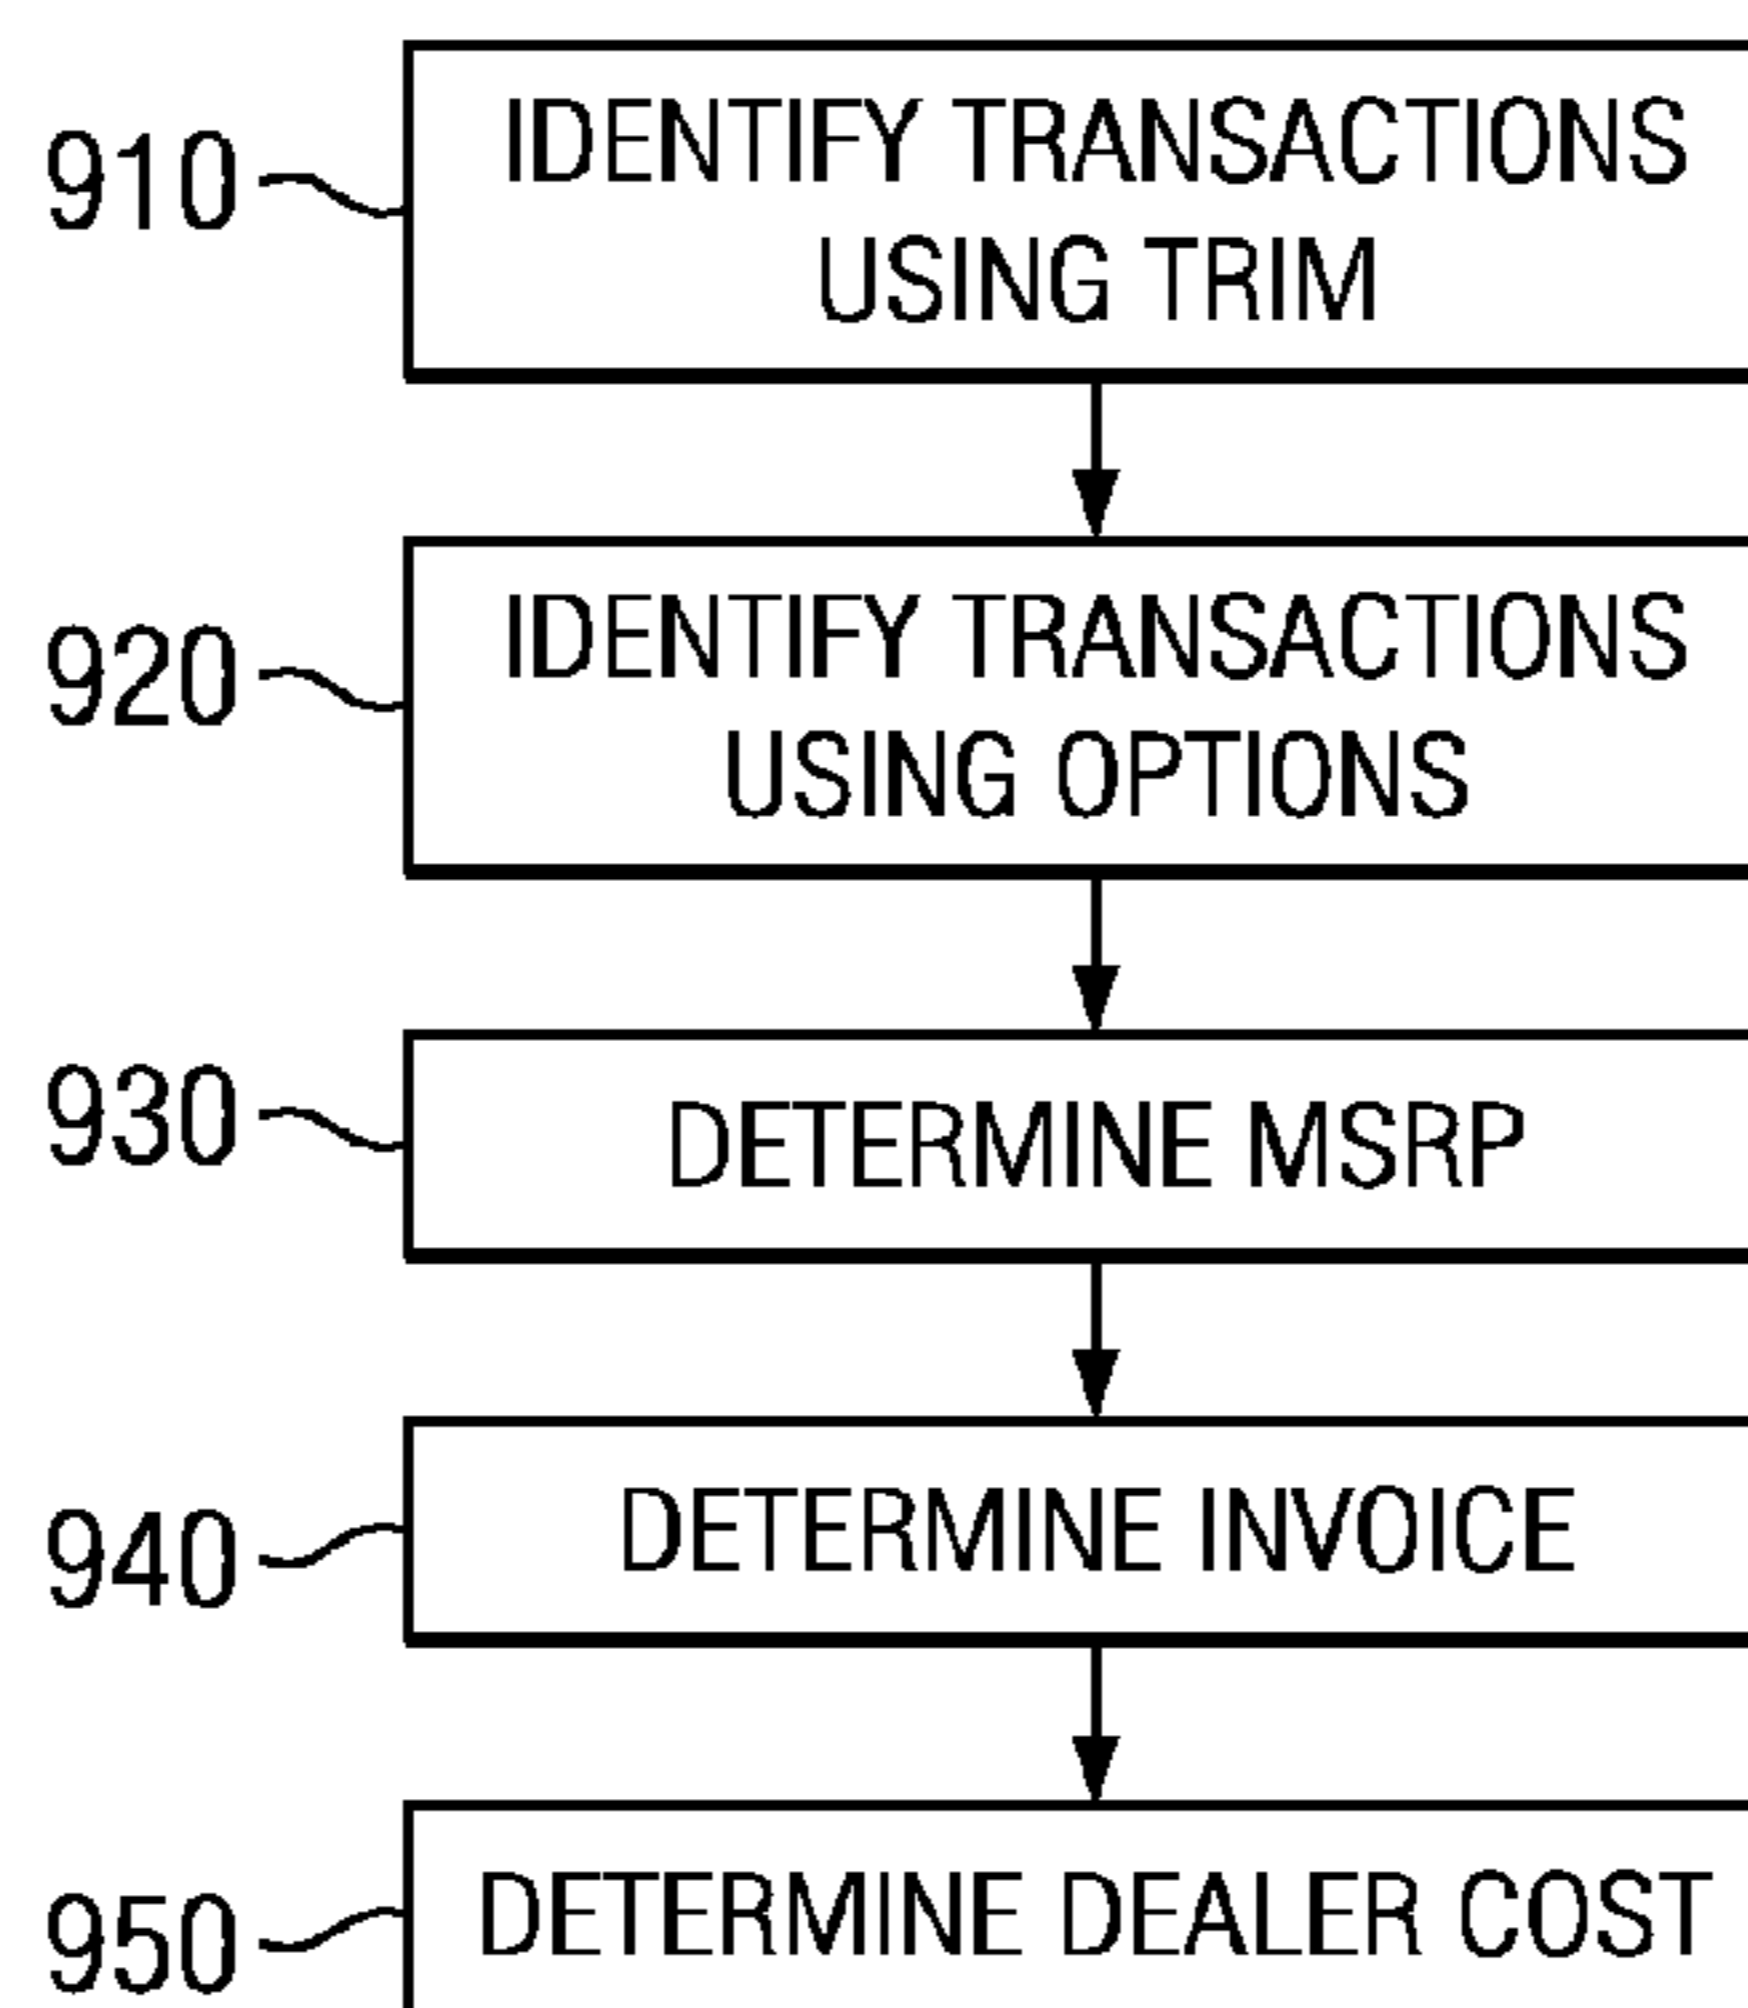 910
IDENTIFY TRANSACTIONS
USING TRIM
920
IDENTIFY TRANSACTIONS
USING OPTIONS
930
DETERMINE MSRP
940
DETERMINE INVOICE
950
DETERMINE DEALER COST